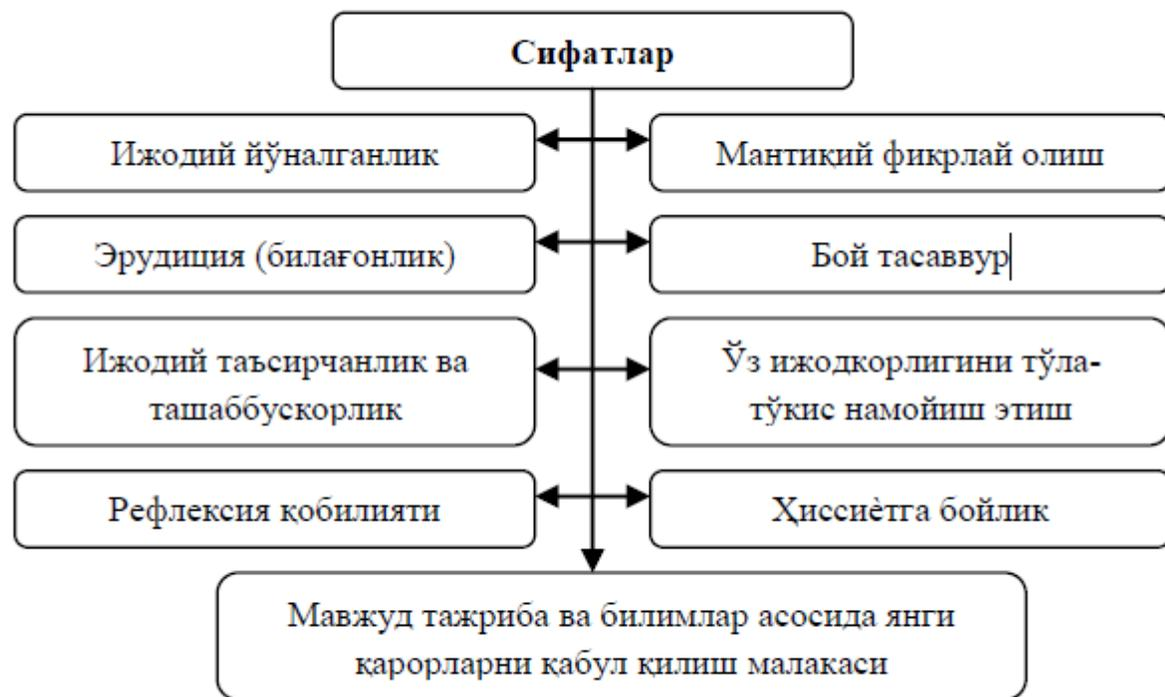 Сифатлар
Ижодий йўналганлик
Мантиқий фикрлай олиш
Эрудиция (билағонлик)
Бой тасаввур
Ижодий таъсирчанлик ва
ташаббускорлик
Ўз ижодкорлигини тўла-
тўкис намойиш этиш
Рефлексия қобилияти
Ҳиссиѐтга бойлик
Мавжуд тажриба ва билимлар асосида янги
қарорларни қабул қилиш малакаси